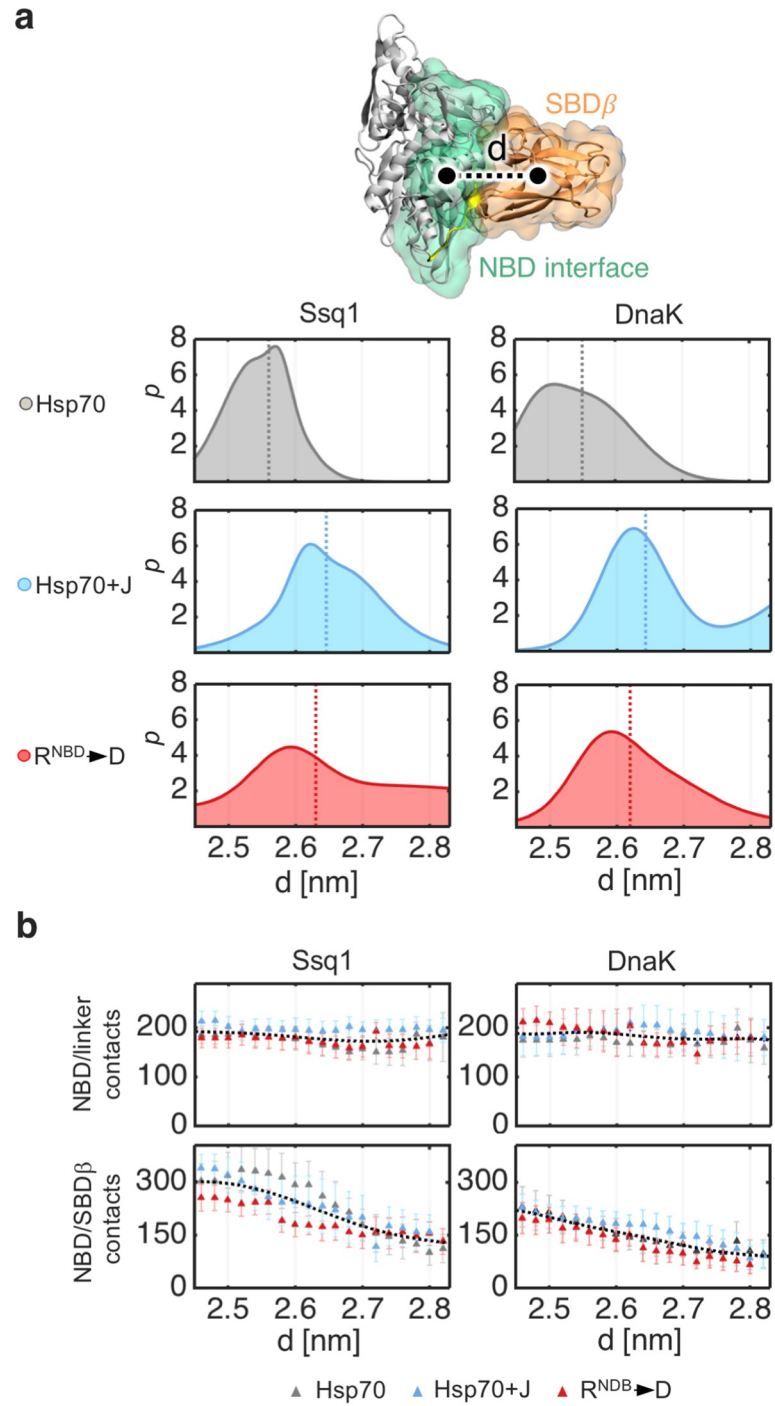 a
SBDβ
d
NBD interface
Ssq1
DnaK
Hsp70
p
8
6
4
2
8
6
4
2
Hsp70+J
p
8
6
4
2
8
6
4
2
R^NBD►D
p
8
6
4
2
8
6
4
2
2.5 2.6 2.7 2.8
2.5 2.6 2.7 2.8
d [nm]
d [nm]
b
Ssq1
DnaK
NBD/linker
contacts
200
100
0
200
100
0
NBD/SBDβ
contacts
300
150
0
300
150
0
2.5 2.6 2.7 2.8
2.5 2.6 2.7 2.8
d [nm]
d [nm]
Hsp70 Hsp70+J R^NDB►D